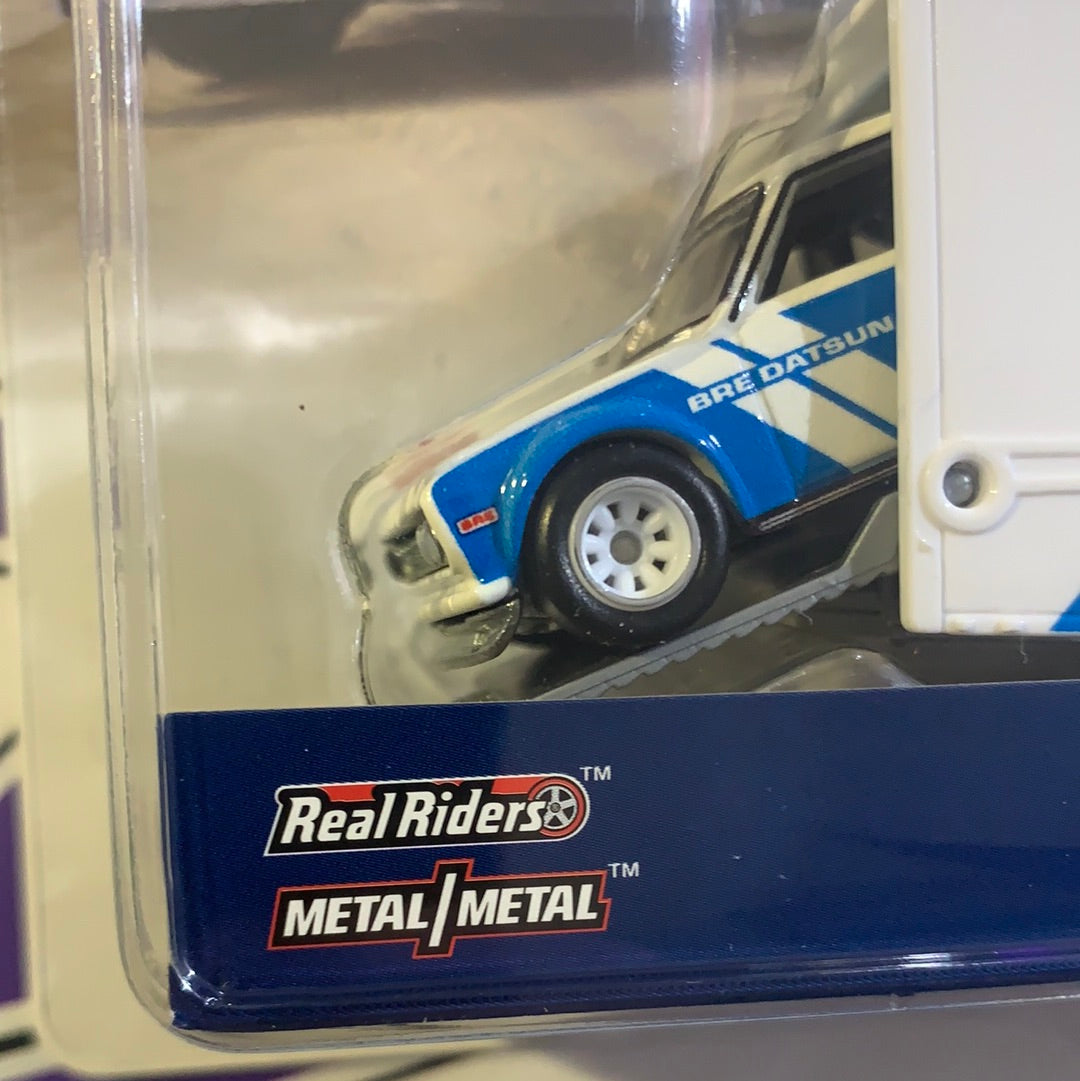 BRE DATSUN
BRE
Real Riders™
METAL/METAL™